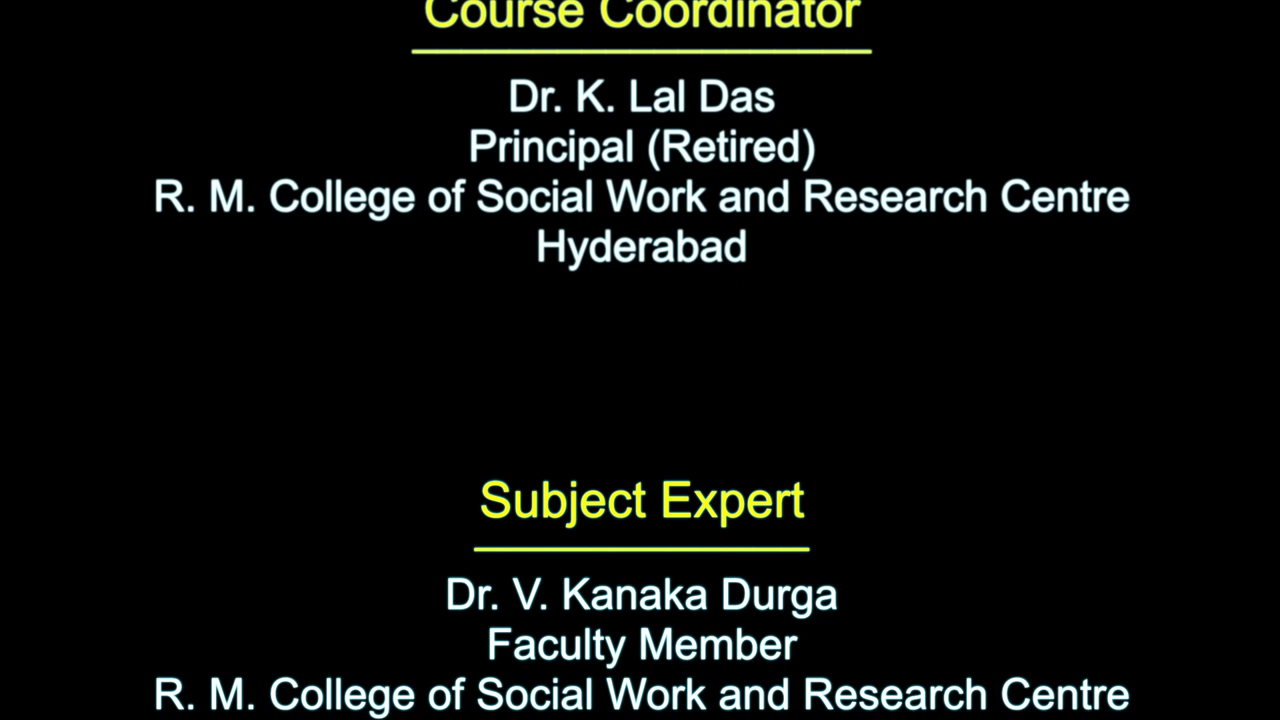 Course Coordinator
Dr. K. Lal Das
Principal (Retired)
R. M. College of Social Work and Research Centre
Hyderabad
Subject Expert
Dr. V. Kanaka Durga
Faculty Member
R. M. College of Social Work and Research Centre